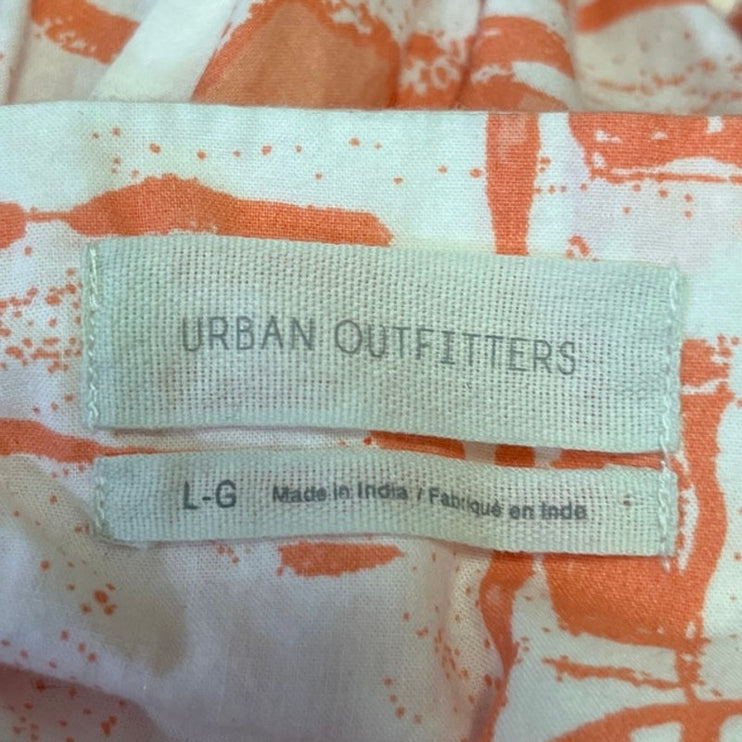 URBAN OUTFITTERS
L-G Made in India / Fabriqué en Inde